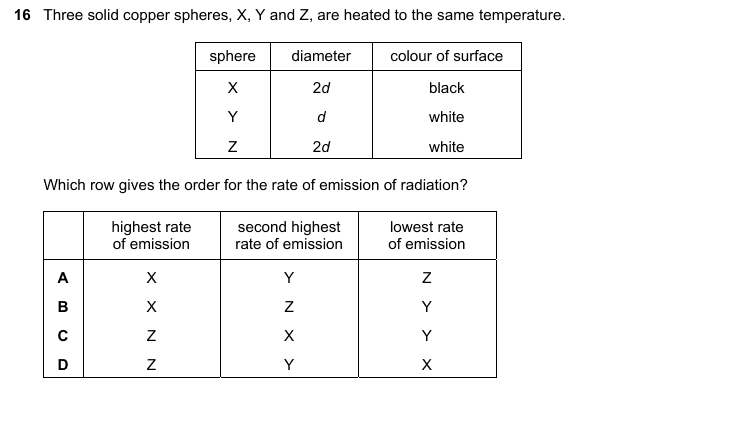 16 Three solid copper spheres, X, Y and Z, are heated to the same temperature.
sphere diameter colour of surface
X 2d black
Y d white
Z 2d white
Which row gives the order for the rate of emission of radiation?
highest rate of emission second highest rate of emission lowest rate of emission
A X Y Z
B X Z Y
C Z X Y
D Z Y X